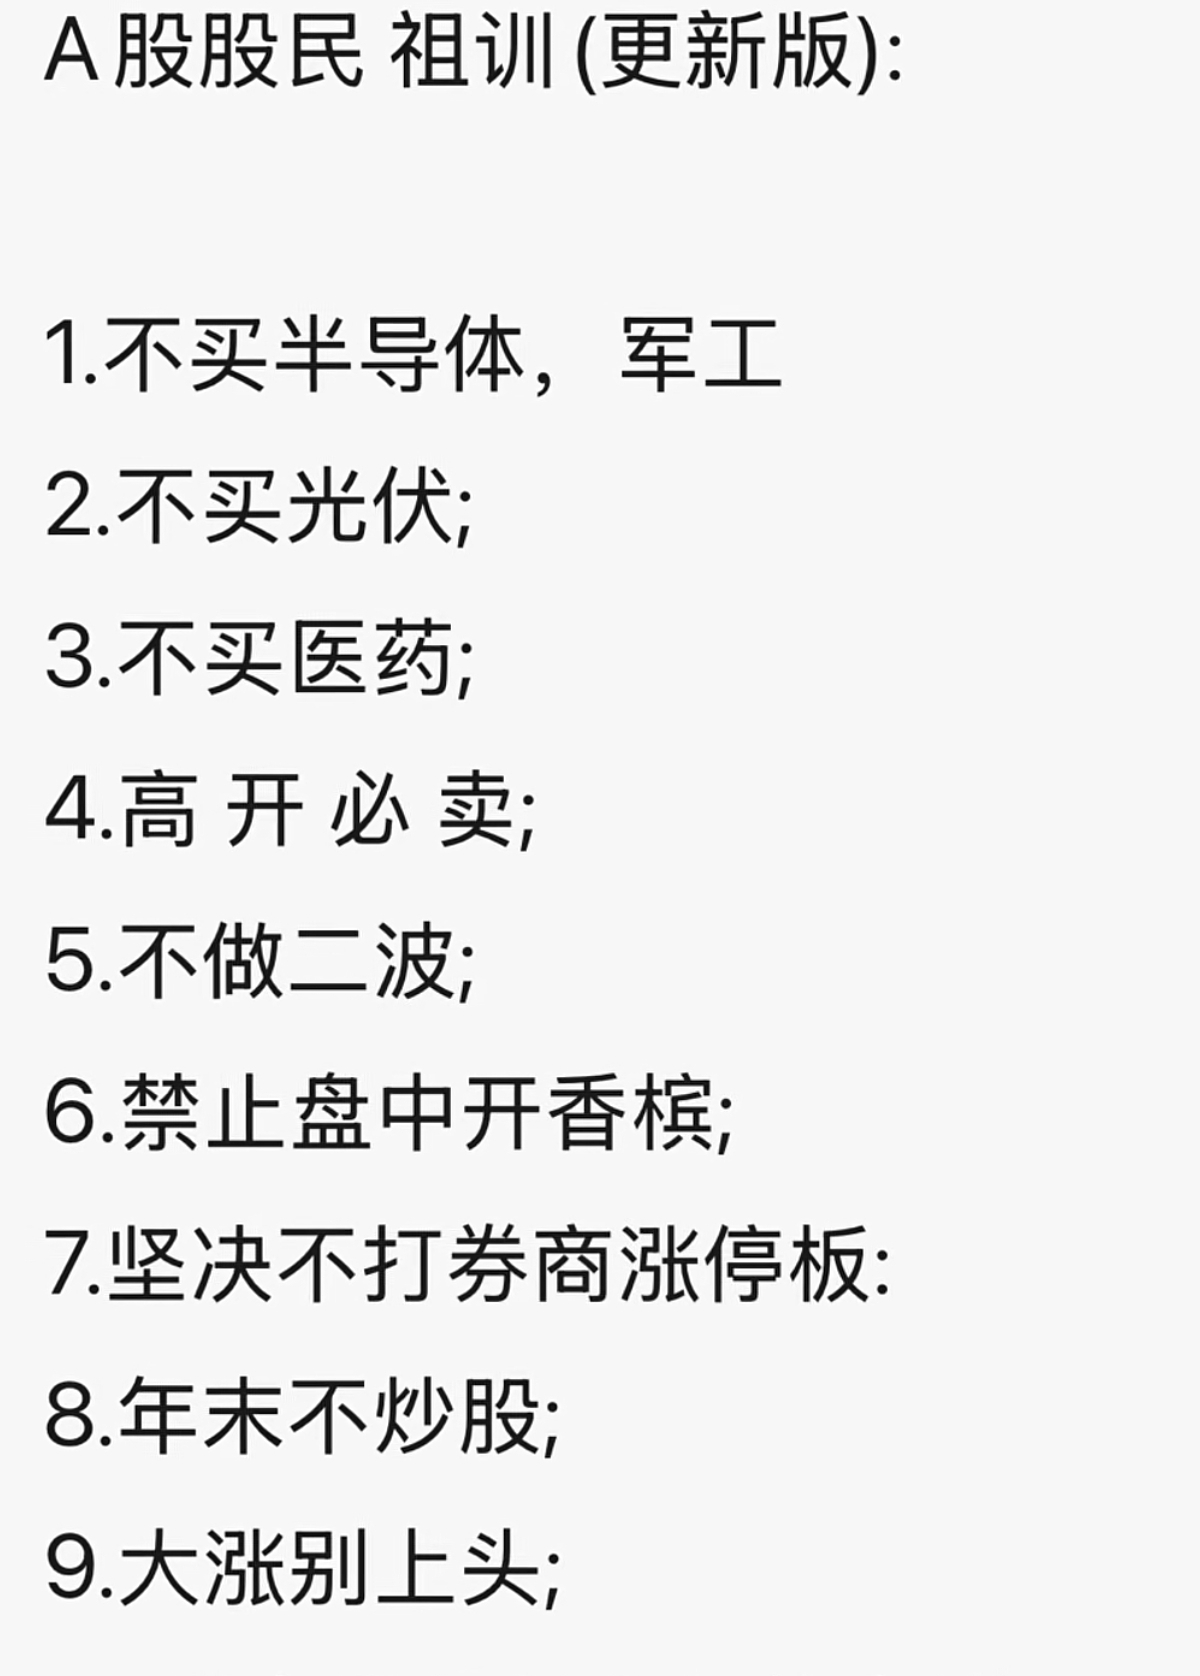 A股股民 祖训(更新版):
1.不买半导体，军工
2.不买光伏;
3.不买医药;
4.高 开 必 卖;
5.不做二波;
6.禁止盘中开香槟;
7.坚决不打券商涨停板:
8.年末不炒股;
9.大涨别上头;